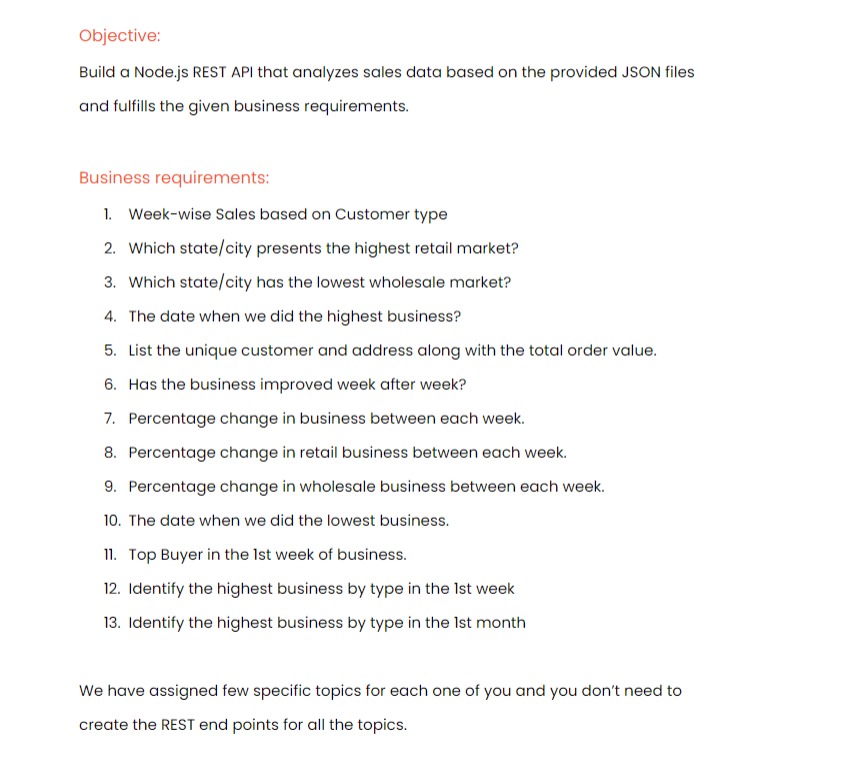 Objective:
Build a Node.js REST API that analyzes sales data based on the provided JSON files
and fulfills the given business requirements.
Business requirements:
1. Week-wise Sales based on Customer type
2. Which state/city presents the highest retail market?
3. Which state/city has the lowest wholesale market?
4. The date when we did the highest business?
5. List the unique customer and address along with the total order value.
6. Has the business improved week after week?
7. Percentage change in business between each week.
8. Percentage change in retail business between each week.
9. Percentage change in wholesale business between each week.
10. The date when we did the lowest business.
11. Top Buyer in the 1st week of business.
12. Identify the highest business by type in the 1st week
13. Identify the highest business by type in the 1st month
We have assigned few specific topics for each one of you and you don't need to
create the REST end points for all the topics.